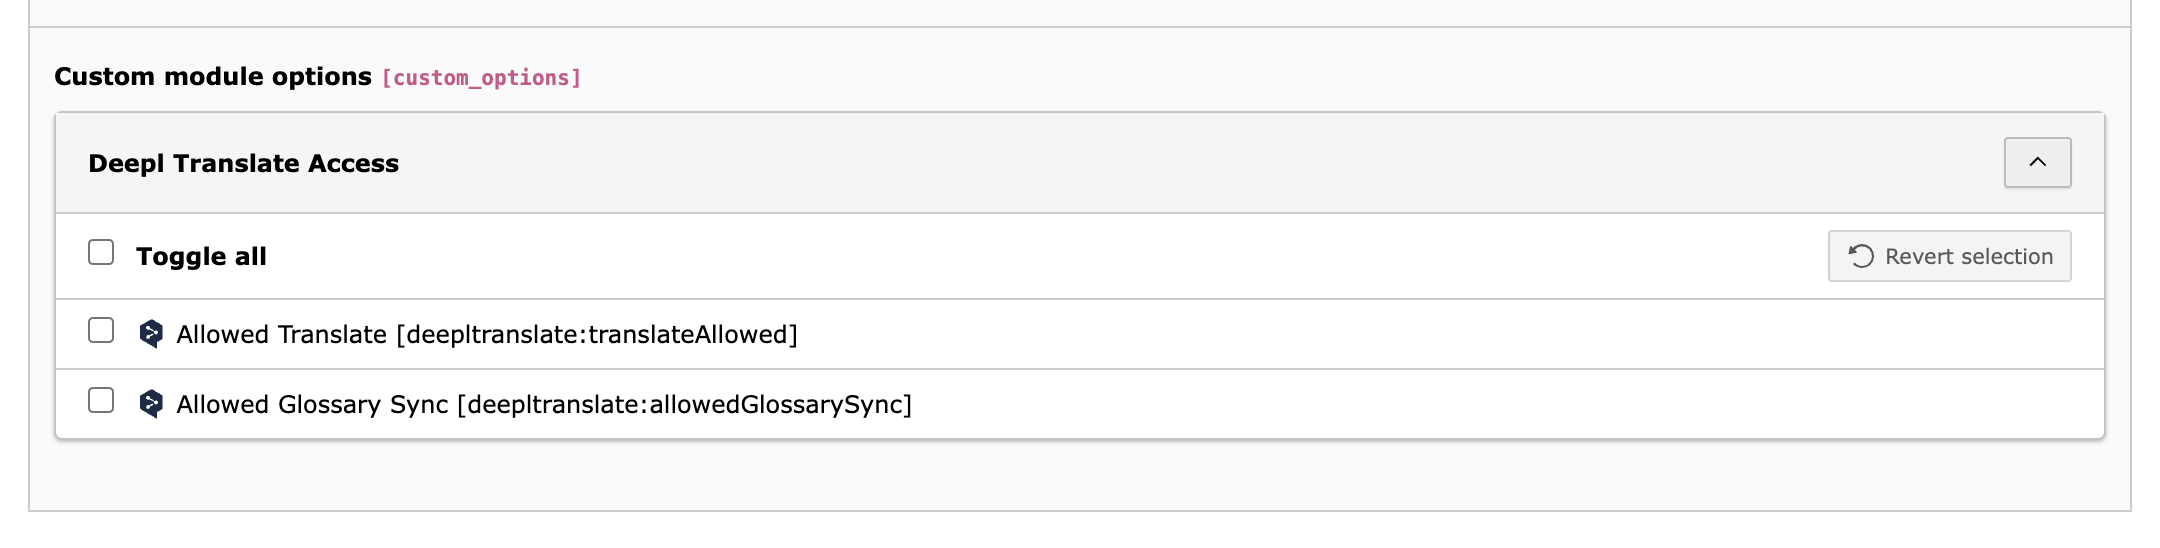 Custom module options [custom_options]
Deepl Translate Access
Toggle all
Revert selection
Allowed Translate [deepltranslate:translateAllowed]
Allowed Glossary Sync [deepltranslate:allowedGlossarySync]